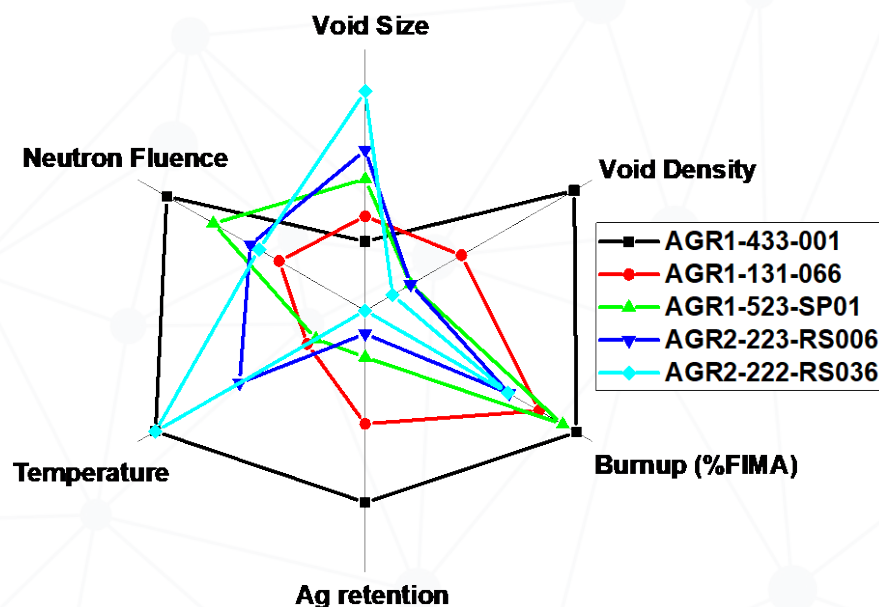 Void Size
Neutron Fluence
Void Density
AGR1-433-001
AGR1-131-066
AGR1-523-SP01
AGR2-223-RS006
AGR2-222-RS036
Temperature
Burnup (%FIMA)
Ag retention